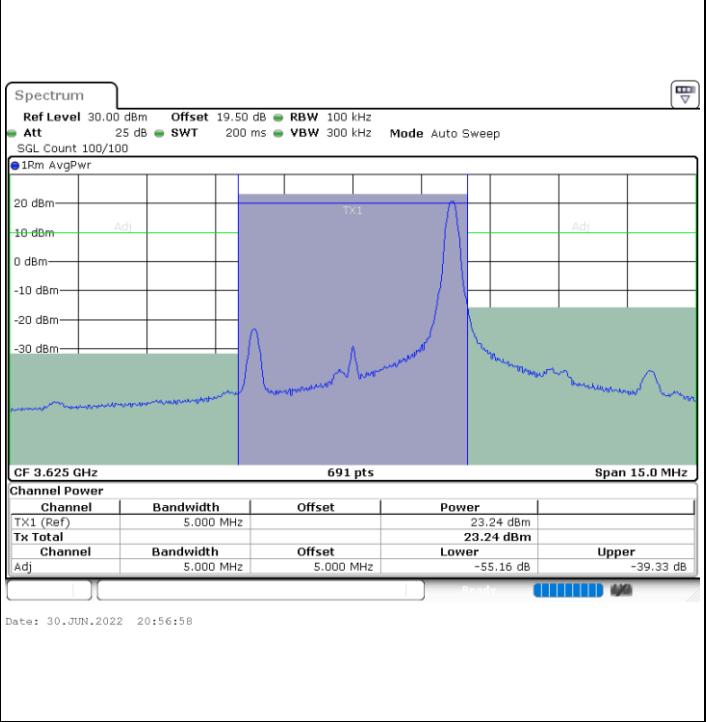 Spectrum
Ref Level 30.00 dBm Offset 19.50 dB RBW 100 kHz
Att 25 dB SWT 200 ms VBW 300 kHz Mode Auto Sweep
SGL Count 100/100
1Rm AvgPwr
20 dBm
TX1
Adj
Adj
10 dBm
0 dBm
-10 dBm
-20 dBm
-30 dBm
CF 3.625 GHz 691 pts Span 15.0 MHz
Channel Power
Channel Bandwidth Offset Power
TX1 (Ref) 5.000 MHz 23.24 dBm
Tx Total 23.24 dBm
Channel Bandwidth Offset Lower Upper
Adj 5.000 MHz 5.000 MHz -55.16 dB -39.33 dB
Ready
Date: 30.JUN.2022 20:56:58